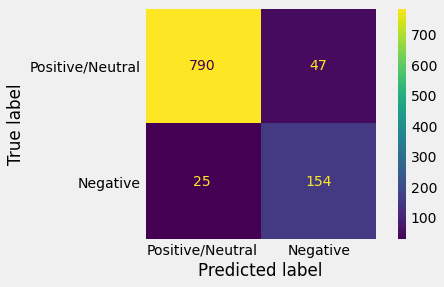 Positive/Neutral
Negative
True label
790
47
25
154
Positive/Neutral
Negative
Predicted label
700
600
500
400
300
200
100